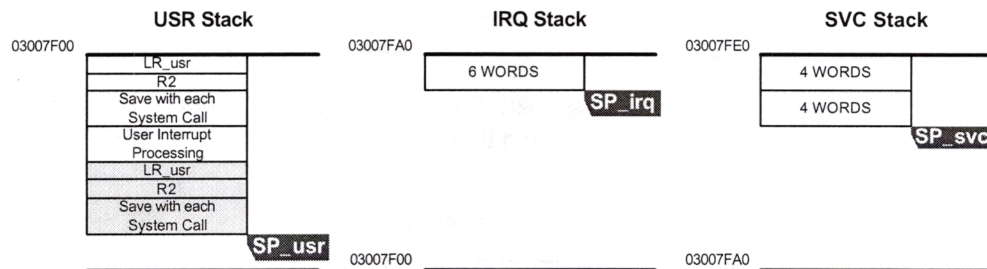 USR Stack
03007F00
LR_usr
R2
Save with each
System Call
User Interrupt
Processing
LR_usr
R2
Save with each
System Call
SP_usr
IRQ Stack
03007FA0
6 WORDS
SP_irq
03007F00
SVC Stack
03007FE0
4 WORDS
4 WORDS
SP_svc
03007FA0